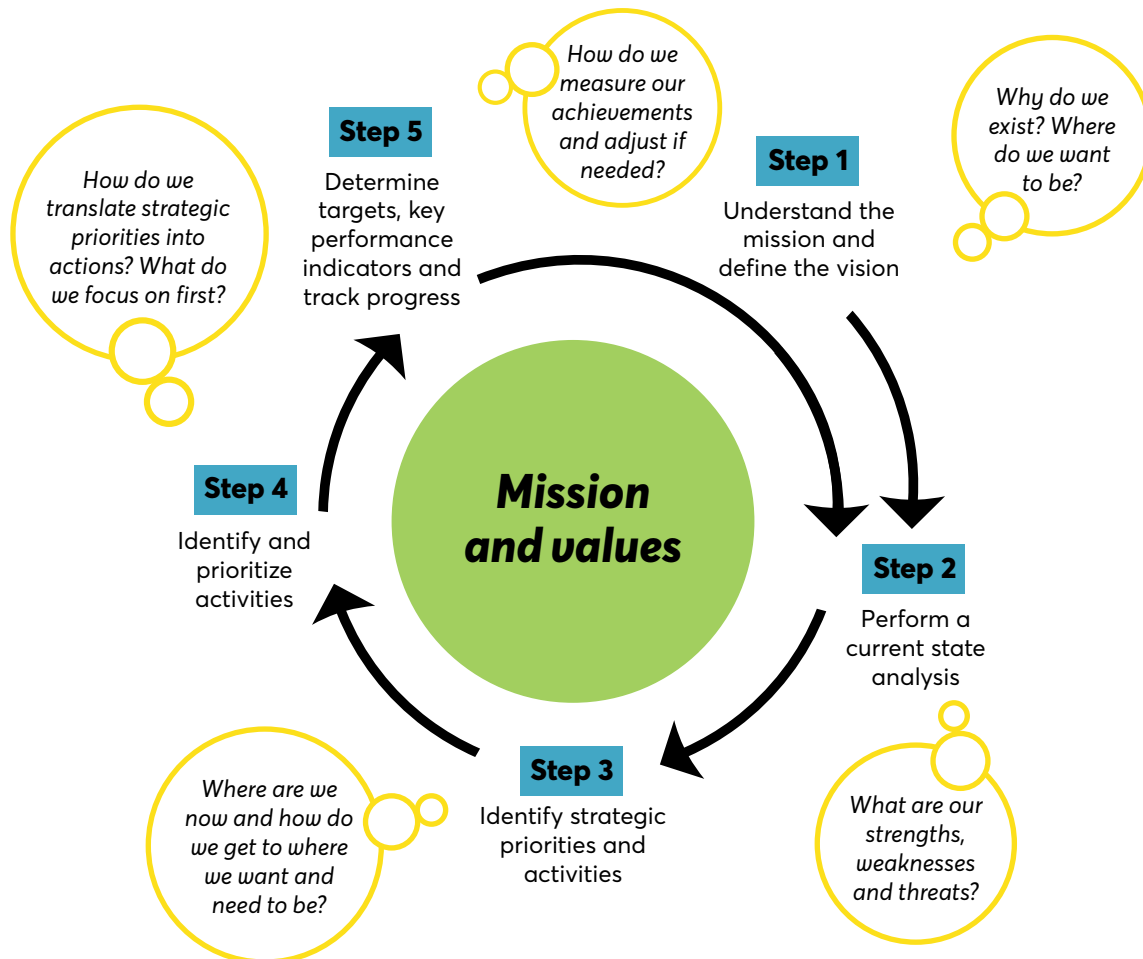 Step 1
Understand the
mission and
define the vision
Why do we
exist? Where
do we want
to be?
Step 2
Perform a
current state
analysis
What are our
strengths,
weaknesses
and threats?
Step 3
Identify strategic
priorities and
activities
Where are we
now and how do
we get to where
we want and
need to be?
Step 4
Identify and
prioritize
activities
How do we
translate strategic
priorities into
actions? What do
we focus on first?
Step 5
Determine
targets, key
performance
indicators and
track progress
How do we
measure our
achievements
and adjust if
needed?
Mission
and values